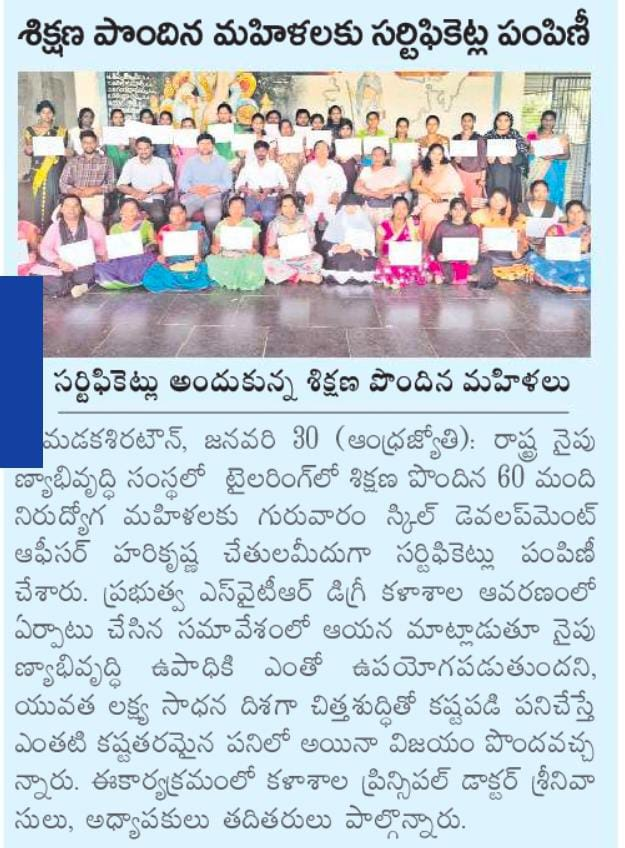 శిక్షణ పొందిన మహిళలకు సర్టిఫికెట్ల పంపిణీ
సర్టిఫికెట్లు అందుకున్న శిక్షణ పొందిన మహిళలు
మడకశిరటౌన్, జనవరి 30 (ఆంధ్రజ్యోతి): రాష్ట్ర నైపు
ణ్యాభివృద్ధి సంస్థలో టైలరింగ్‌లో శిక్షణ పొందిన 60 మంది
నిరుద్యోగ మహిళలకు గురువారం స్కిల్ డెవలప్‌మెంట్
ఆఫీసర్ హరికృష్ణ చేతులమీదుగా సర్టిఫికెట్లు పంపిణీ
చేశారు. ప్రభుత్వ ఎస్‌వైటీఆర్ డిగ్రీ కళాశాల ఆవరణంలో
ఏర్పాటు చేసిన సమావేశంలో ఆయన మాట్లాడుతూ నైపు
ణ్యాభివృద్ధి ఉపాధికి ఎంతో ఉపయోగపడుతుందని,
యువత లక్ష్య సాధన దిశగా చిత్తశుద్ధితో కష్టపడి పనిచేస్తే
ఎంతటి కష్టతరమైన పనిలో అయినా విజయం పొందవచ్చ
న్నారు. ఈకార్యక్రమంలో కళాశాల ప్రిన్సిపల్ డాక్టర్ శ్రీనివా
సులు, అధ్యాపకులు తదితరులు పాల్గొన్నారు.